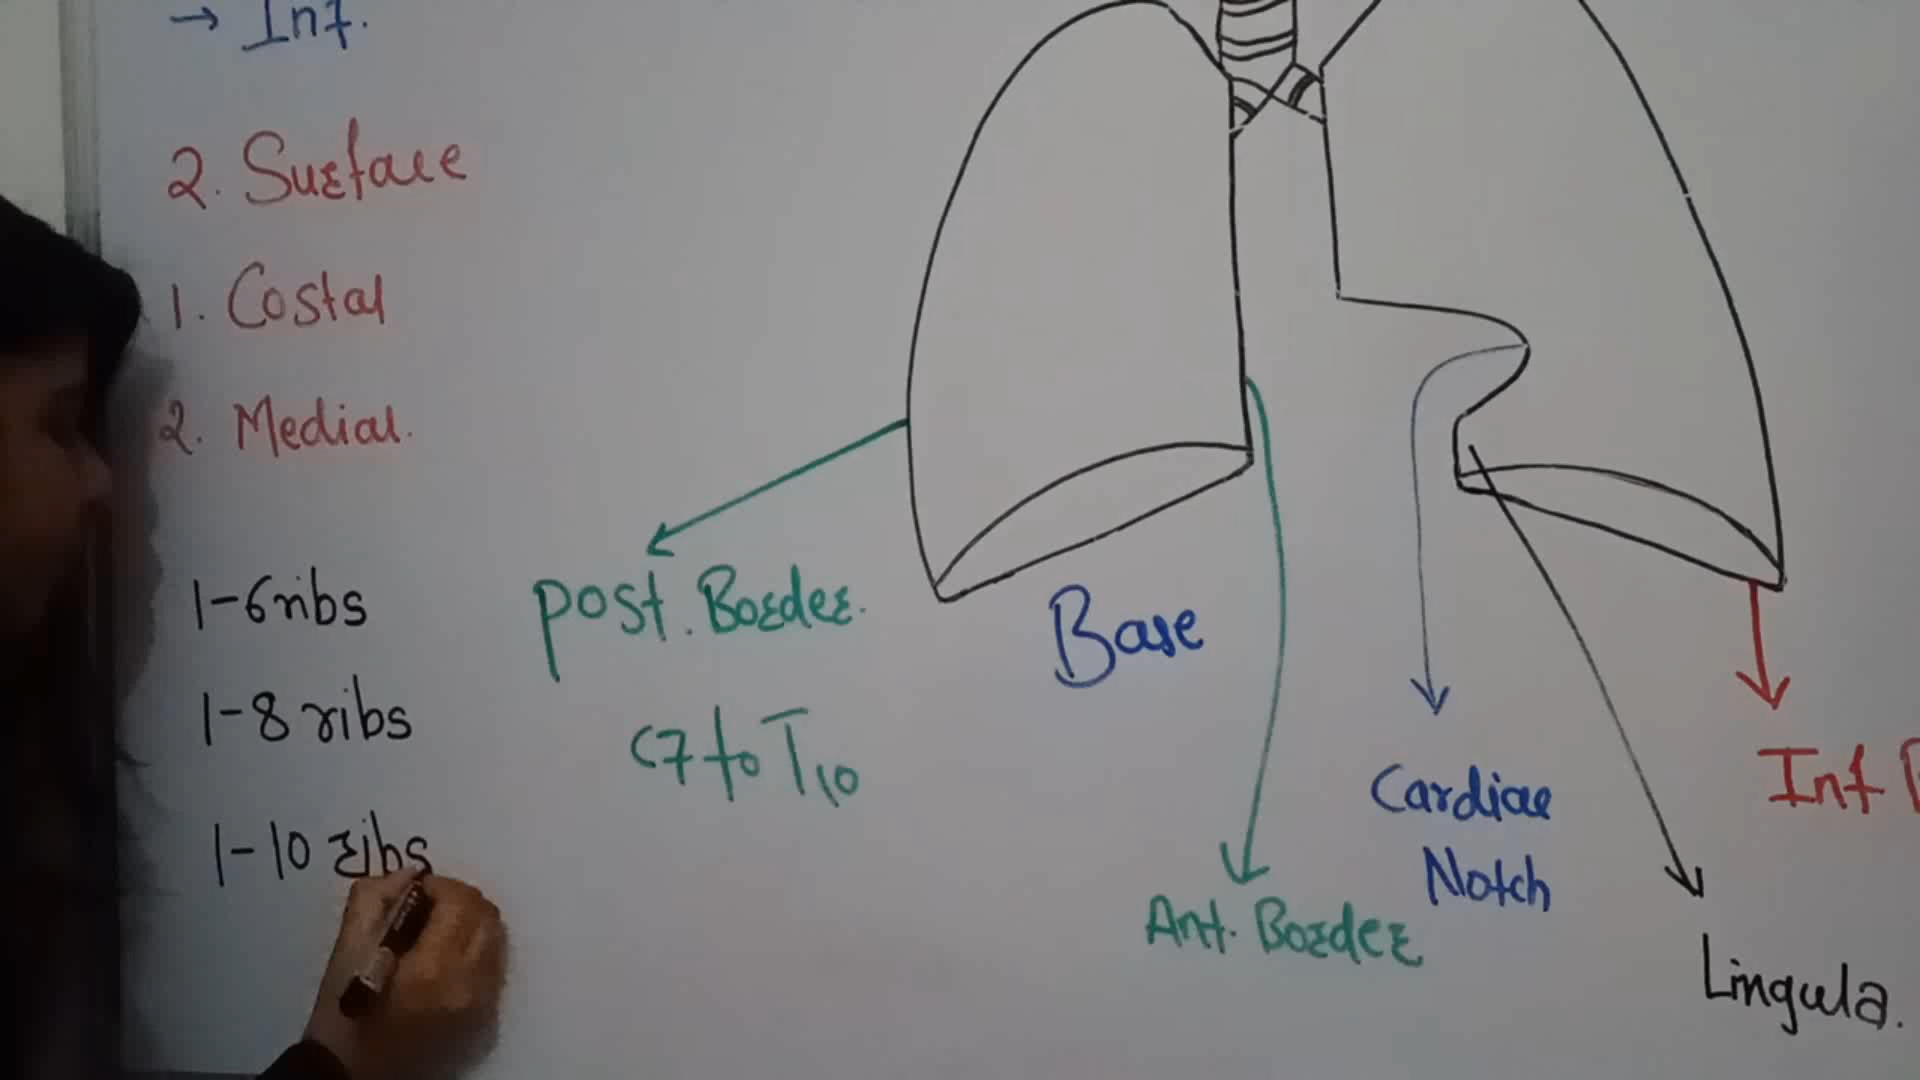 → Inf.
2. Surface
1. Costal
2. Medial.
1-6 ribs
1-8 ribs
1-10 ribs
Post. Border.
C7 to T10
Base
Ant. Border
Cardiac
Notch
Inf
Lingula.